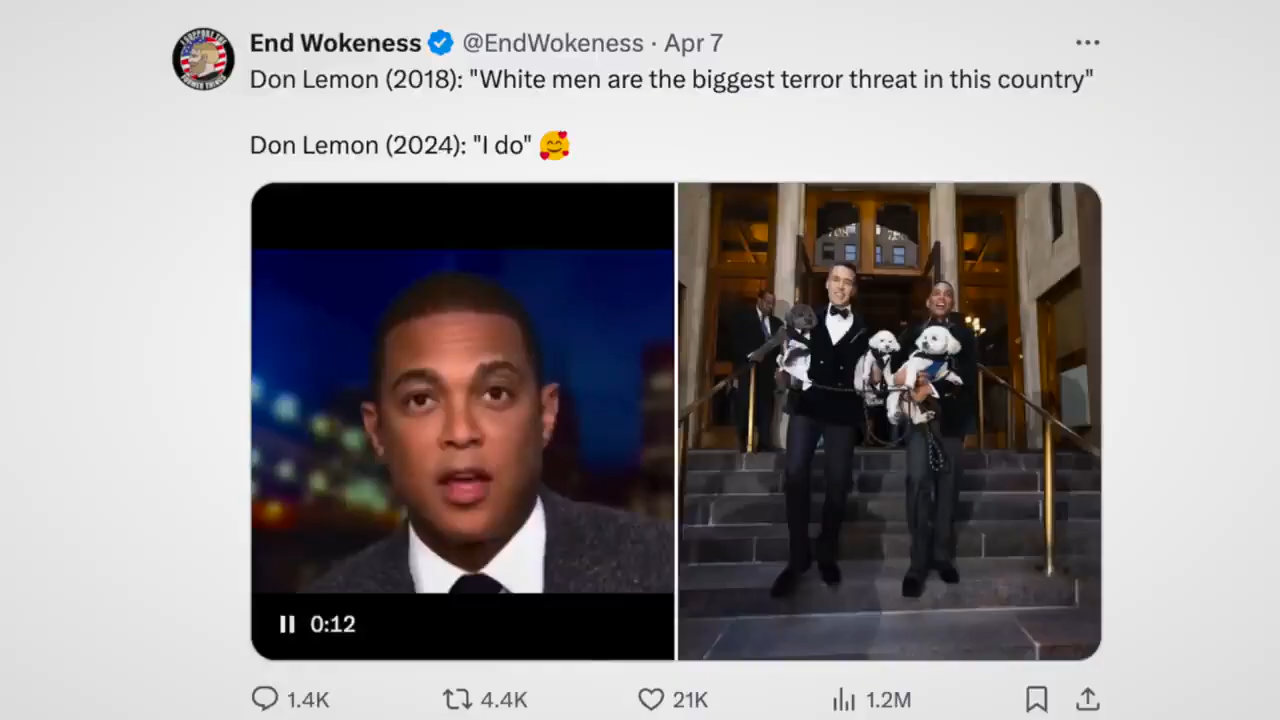 End Wokeness @EndWokeness · Apr 7
Don Lemon (2018): "White men are the biggest terror threat in this country"
Don Lemon (2024): "I do" 🥰
0:12
1.4K 4.4K 21K 1.2M